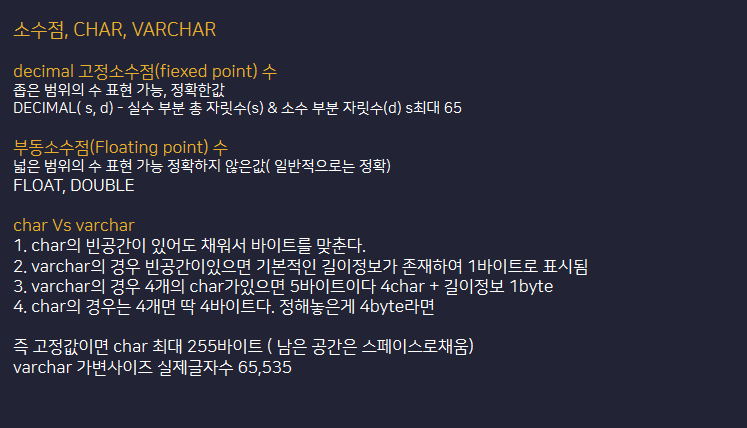 소수점, CHAR, VARCHAR
decimal 고정소수점(fiexed point) 수
좁은 범위의 수 표현 가능, 정확한값
DECIMAL( s, d) - 실수 부분 총 자릿수(s) & 소수 부분 자릿수(d) s최대 65
부동소수점(Floating point) 수
넓은 범위의 수 표현 가능 정확하지 않은값( 일반적으로는 정확)
FLOAT, DOUBLE
char Vs varchar
1. char의 빈공간이 있어도 채워서 바이트를 맞춘다.
2. varchar의 경우 빈공간이있으면 기본적인 길이정보가 존재하여 1바이트로 표시됨
3. varchar의 경우 4개의 char가있으면 5바이트이다 4char + 길이정보 1byte
4. char의 경우는 4개면 딱 4바이트다. 정해놓은게 4byte라면
즉 고정값이면 char 최대 255바이트 ( 남은 공간은 스페이스로채움)
varchar 가변사이즈 실제글자수 65,535